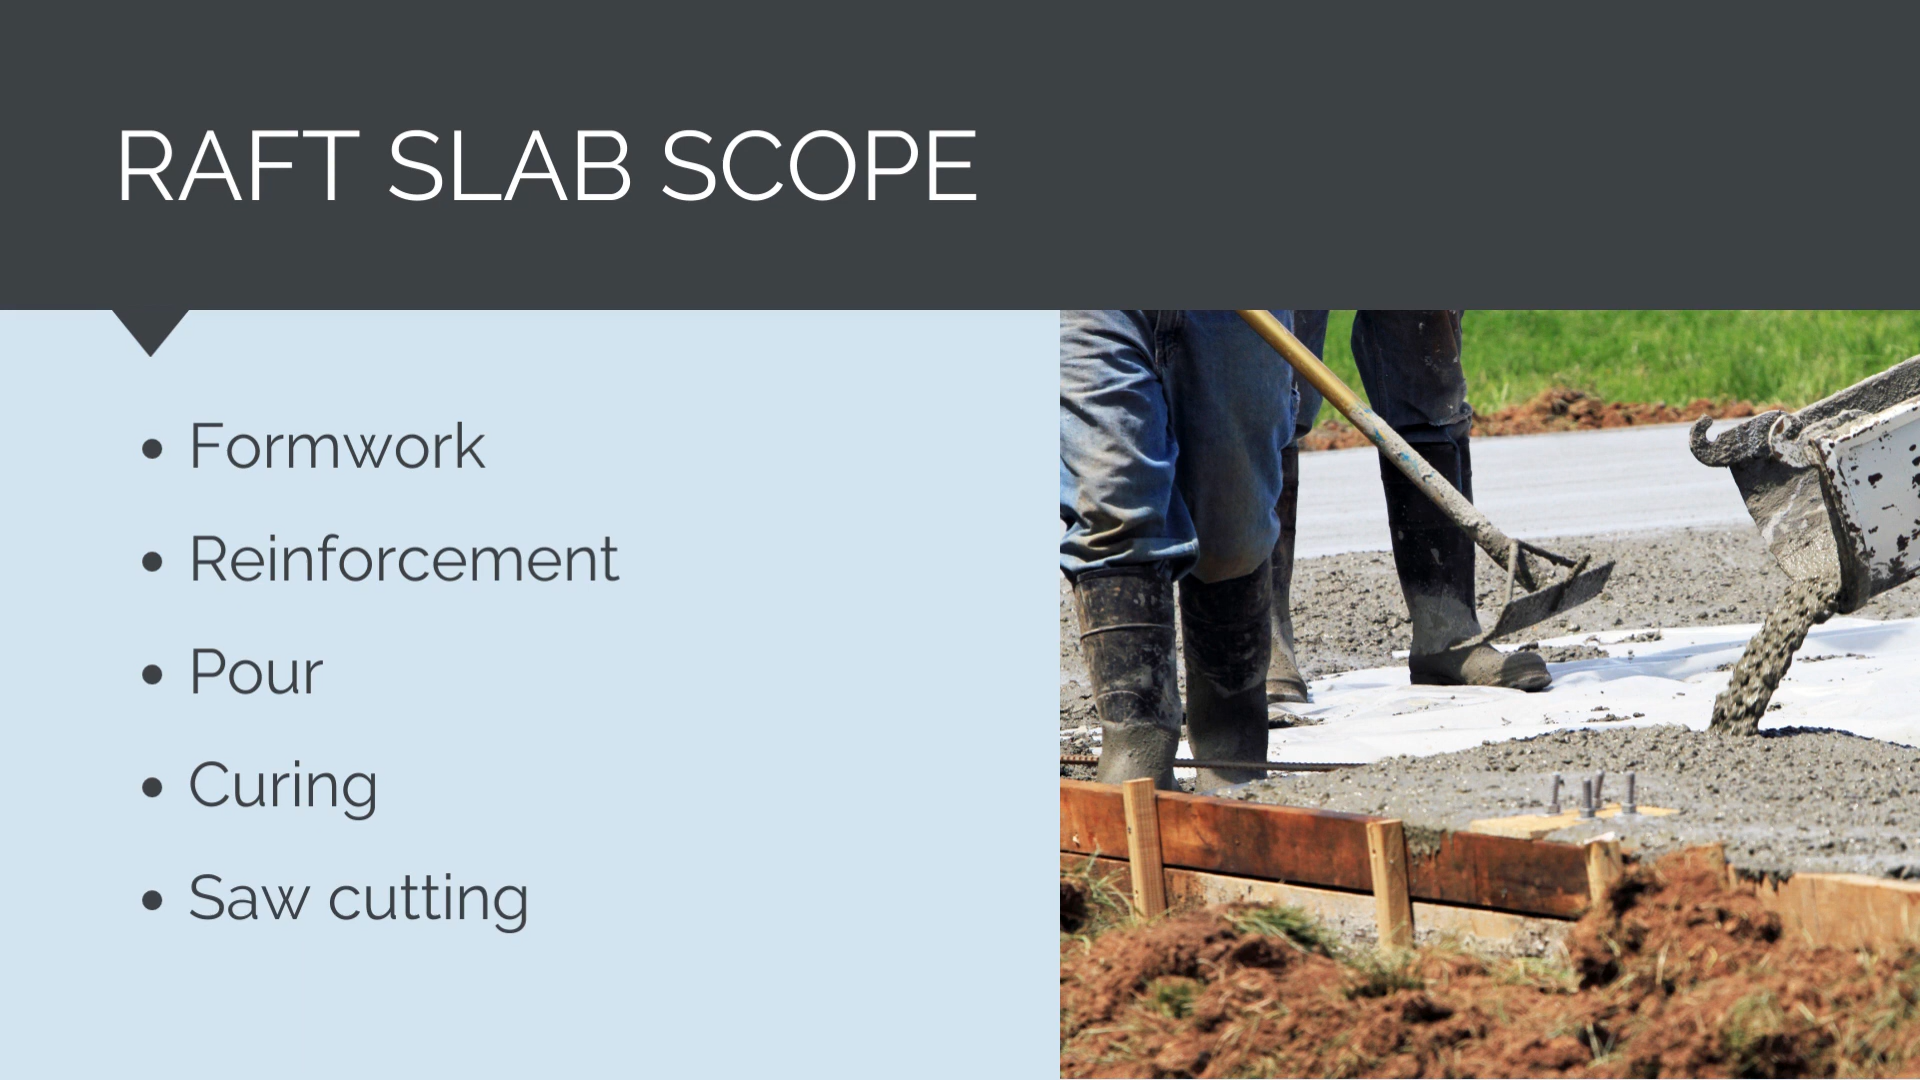 RAFT SLAB SCOPE
• Formwork
• Reinforcement
• Pour
• Curing
• Saw cutting